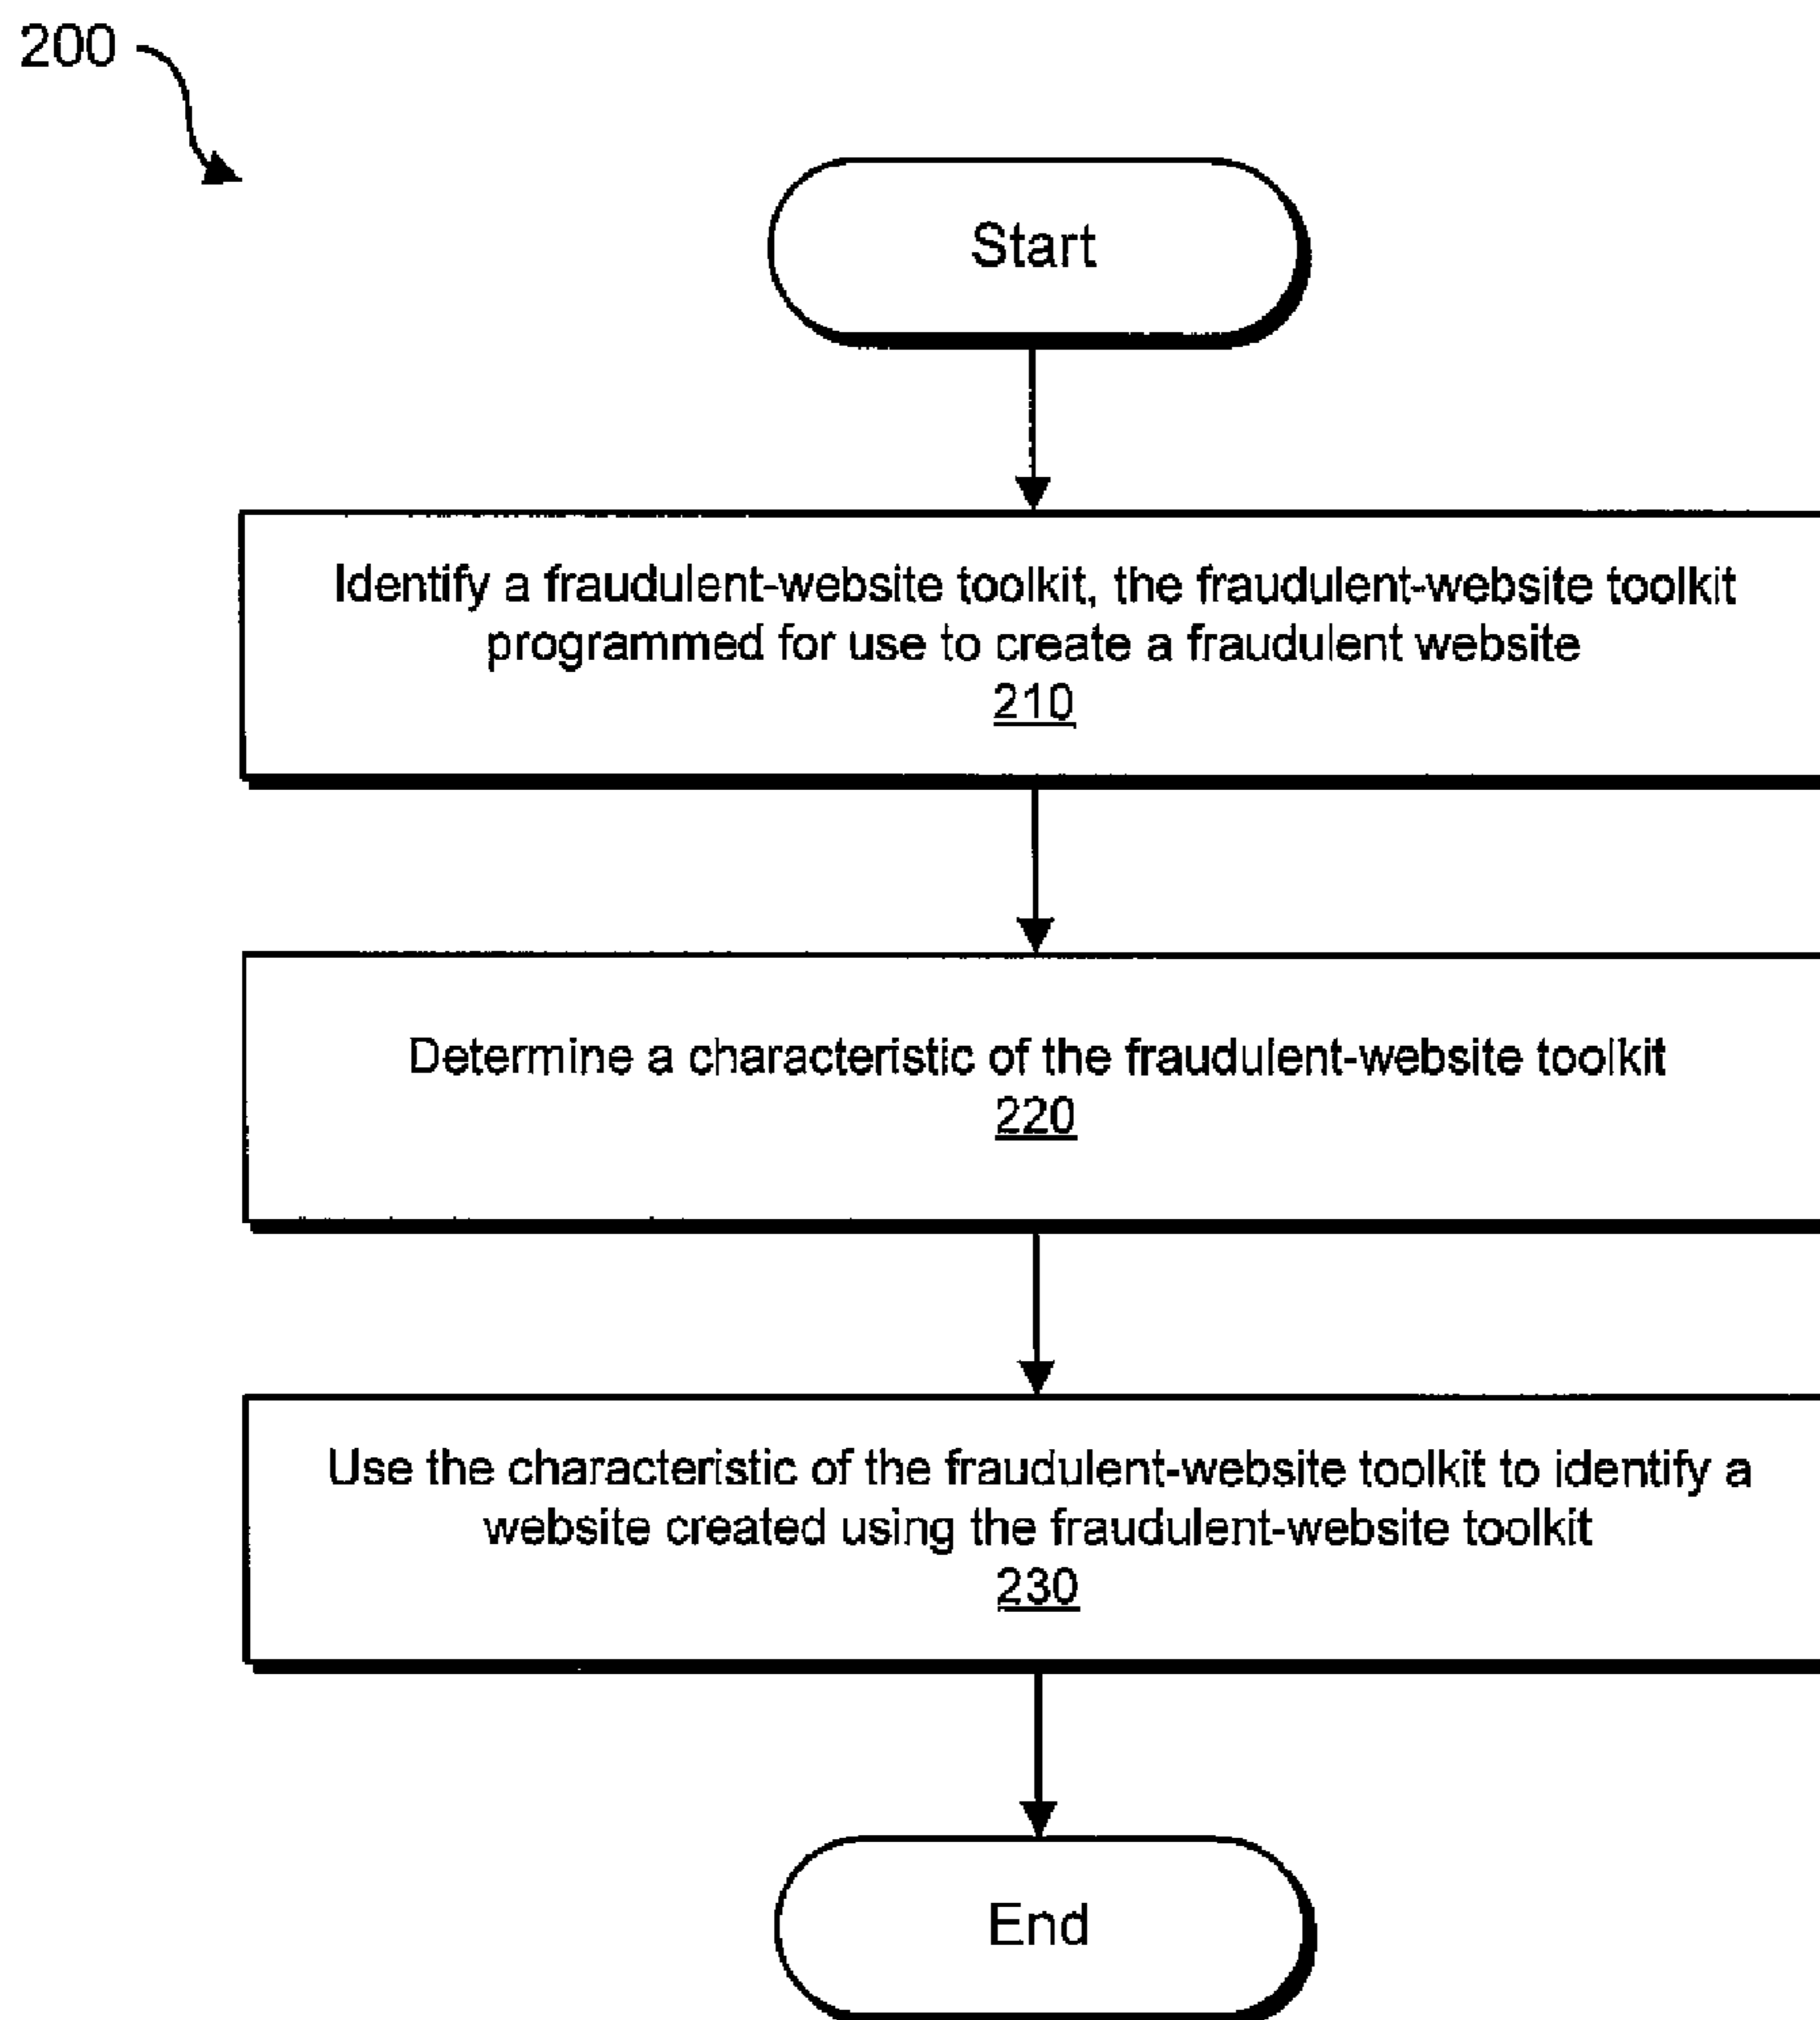 200
Start
Identify a fraudulent-website toolkit, the fraudulent-website toolkit
programmed for use to create a fraudulent website
210
Determine a characteristic of the fraudulent-website toolkit
220
Use the characteristic of the fraudulent-website toolkit to identify a
website created using the fraudulent-website toolkit
230
End